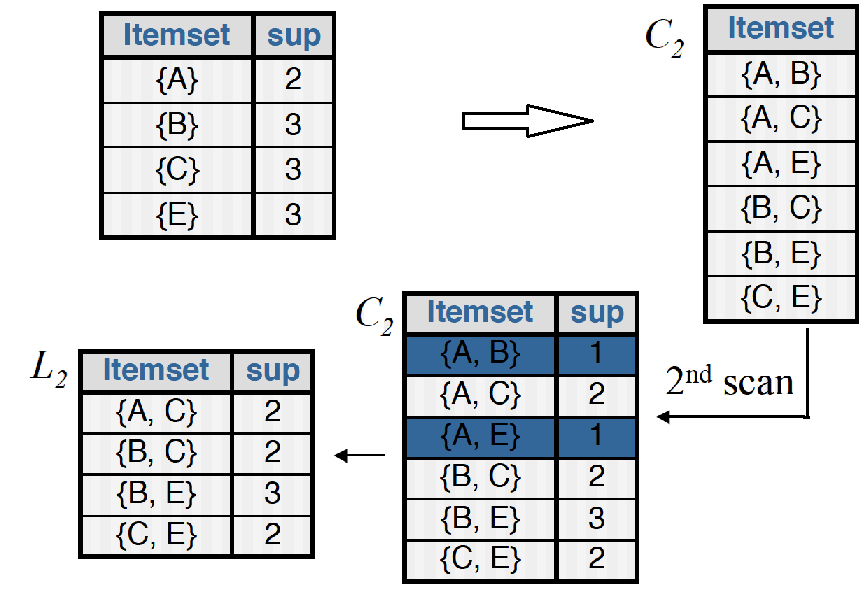 Itemset sup
{A} 2
{B} 3
{C} 3
{E} 3
C2
Itemset
{A, B}
{A, C}
{A, E}
{B, C}
{B, E}
{C, E}
2nd scan
C2
Itemset sup
{A, B} 1
{A, C} 2
{A, E} 1
{B, C} 2
{B, E} 3
{C, E} 2
L2
Itemset sup
{A, C} 2
{B, C} 2
{B, E} 3
{C, E} 2